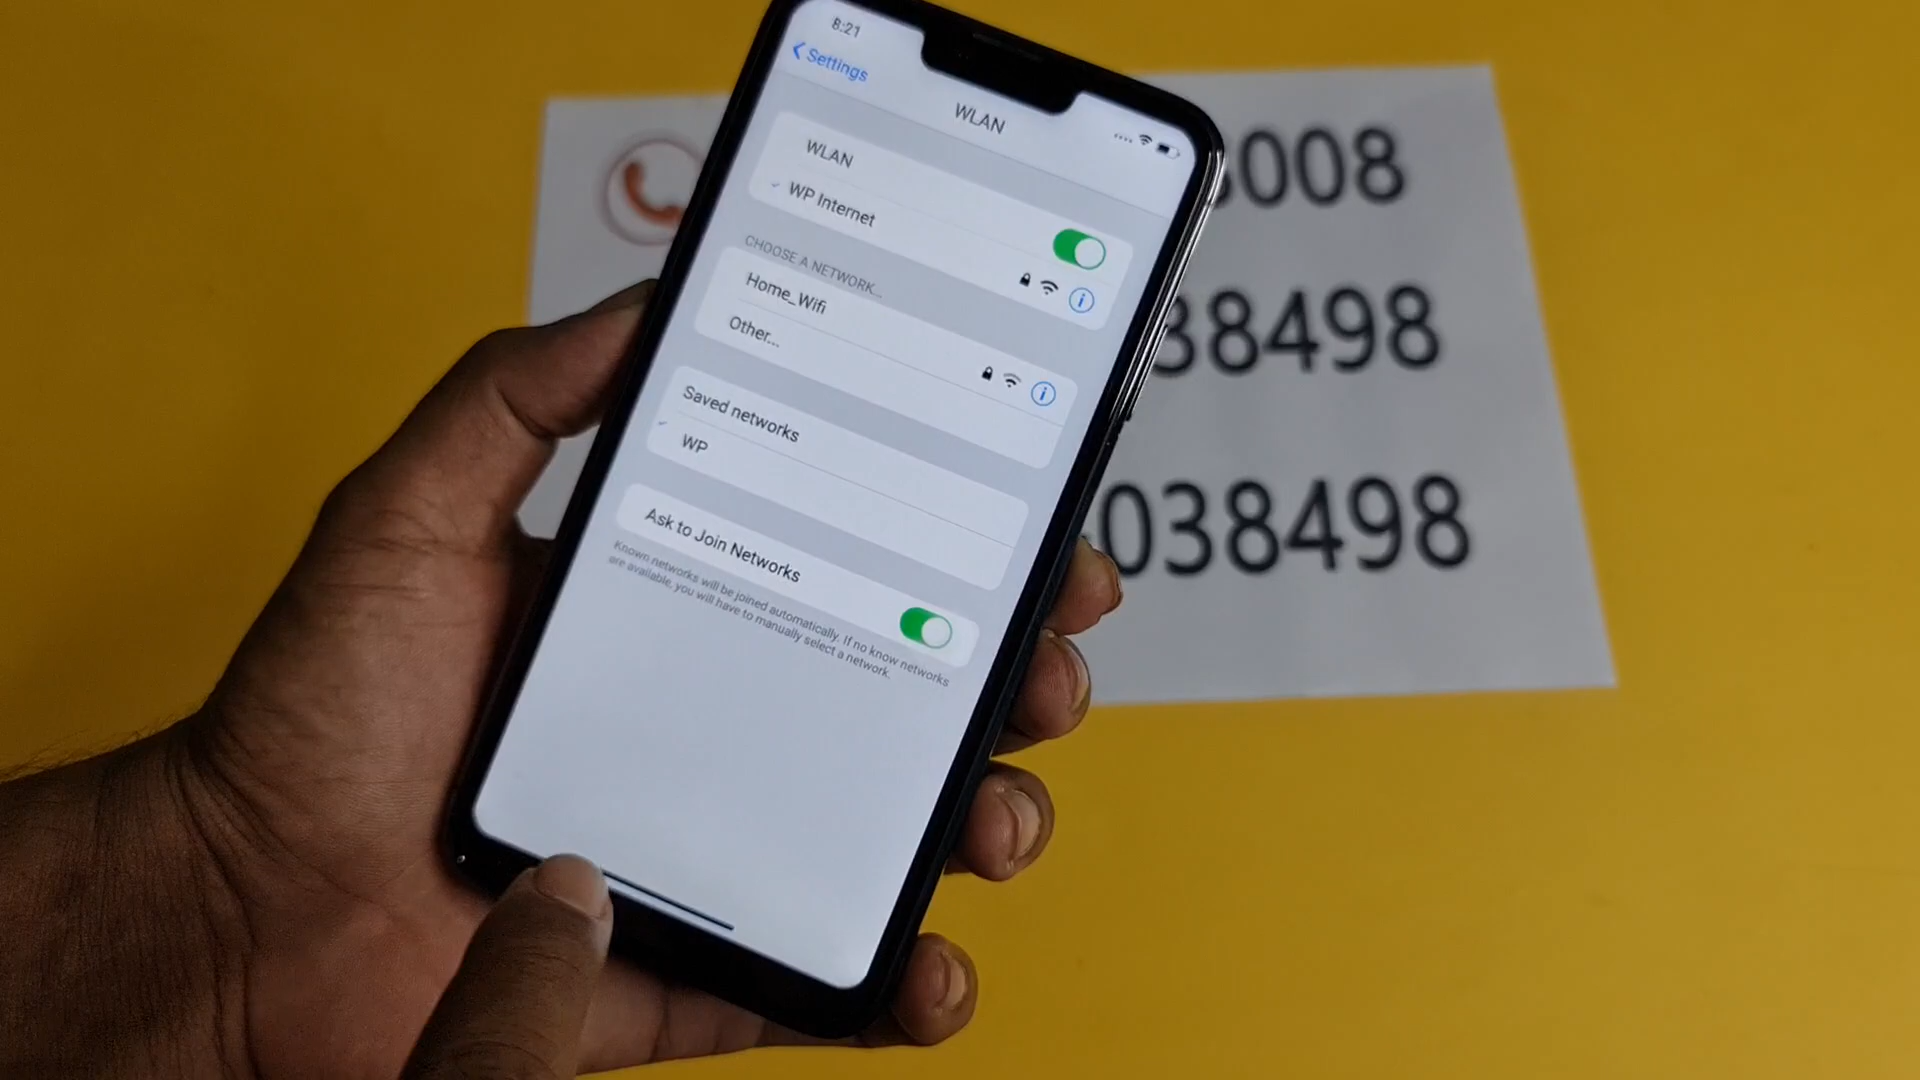 8:21
Settings
WLAN
WLAN
WP Internet
CHOOSE A NETWORK...
Home_Wifi
Other...
Saved networks
WP
Ask to Join Networks
Known networks will be joined automatically. If no know networks
are available, you will have to manually select a network.
008
38498
038498